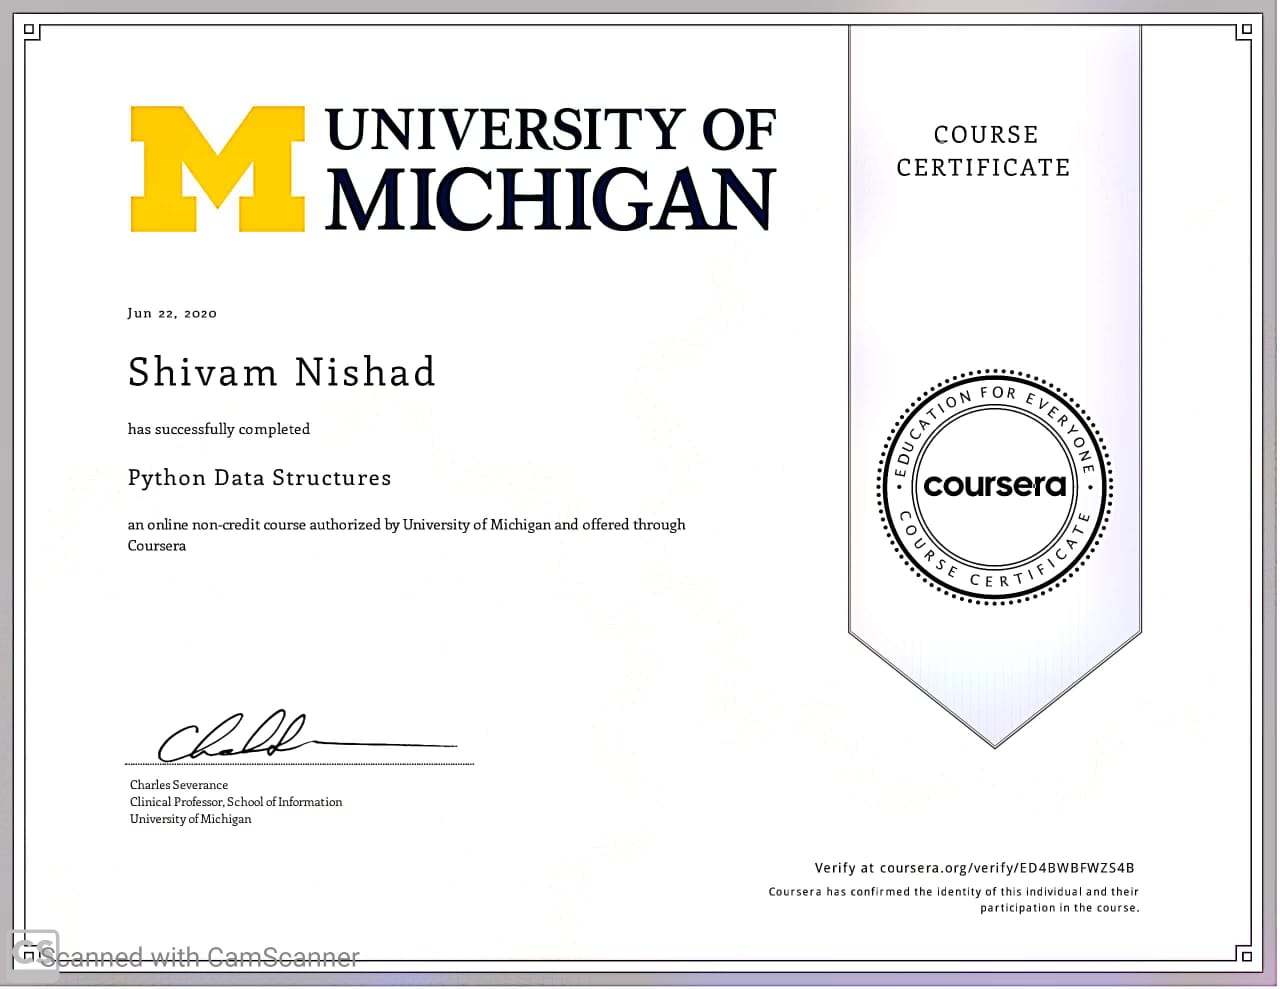 UNIVERSITY OF
MICHIGAN
COURSE
CERTIFICATE
Jun 22, 2020
Shivam Nishad
has successfully completed
Python Data Structures
an online non-credit course authorized by University of Michigan and offered through
Coursera
EDUCATION FOR EVERYONE
coursera
COURSE CERTIFICATE
Charles Severance
Clinical Professor, School of Information
University of Michigan
Verify at coursera.org/verify/ED4BWBFWZS4B
Coursera has confirmed the identity of this individual and their
participation in the course.
CS Scanned with CamScanner